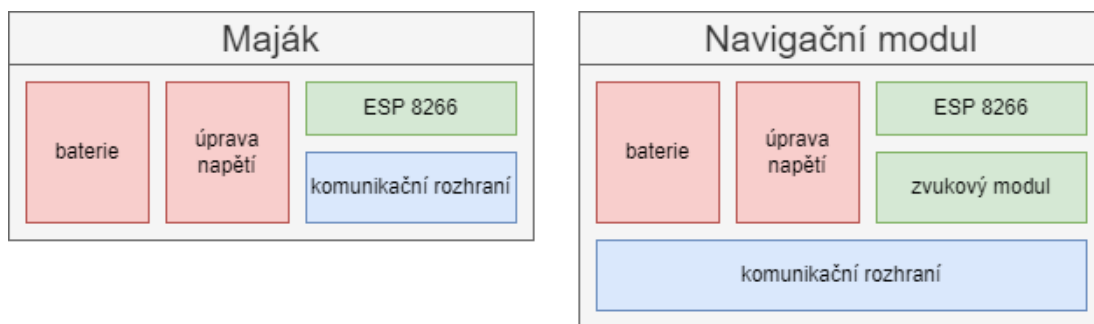 Maják
baterie
úprava
napětí
ESP 8266
komunikační rozhraní
Navigační modul
baterie
úprava
napětí
ESP 8266
zvukový modul
komunikační rozhraní